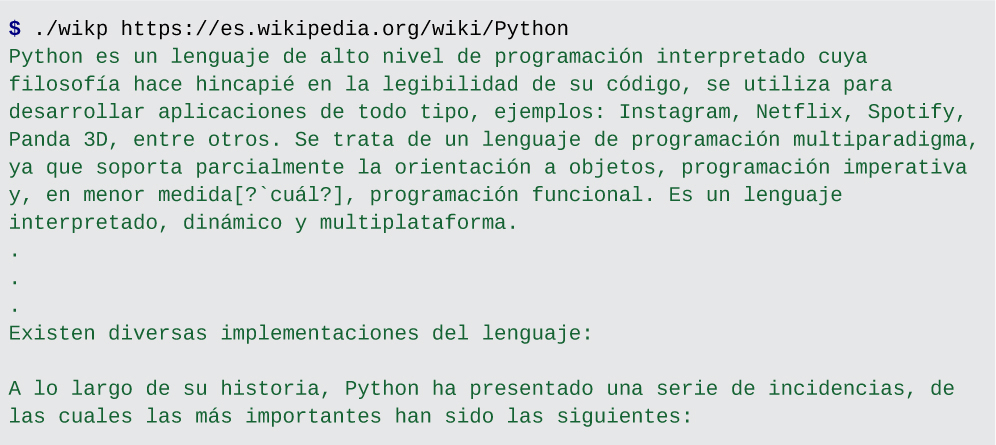 $ ./wikp https://es.wikipedia.org/wiki/Python
Python es un lenguaje de alto nivel de programación interpretado cuya
filosofía hace hincapié en la legibilidad de su código, se utiliza para
desarrollar aplicaciones de todo tipo, ejemplos: Instagram, Netflix, Spotify,
Panda 3D, entre otros. Se trata de un lenguaje de programación multiparadigma,
ya que soporta parcialmente la orientación a objetos, programación imperativa
y, en menor medida[?`cuál?], programación funcional. Es un lenguaje
interpretado, dinámico y multiplataforma.
.
.
.
Existen diversas implementaciones del lenguaje:

A lo largo de su historia, Python ha presentado una serie de incidencias, de
las cuales las más importantes han sido las siguientes: